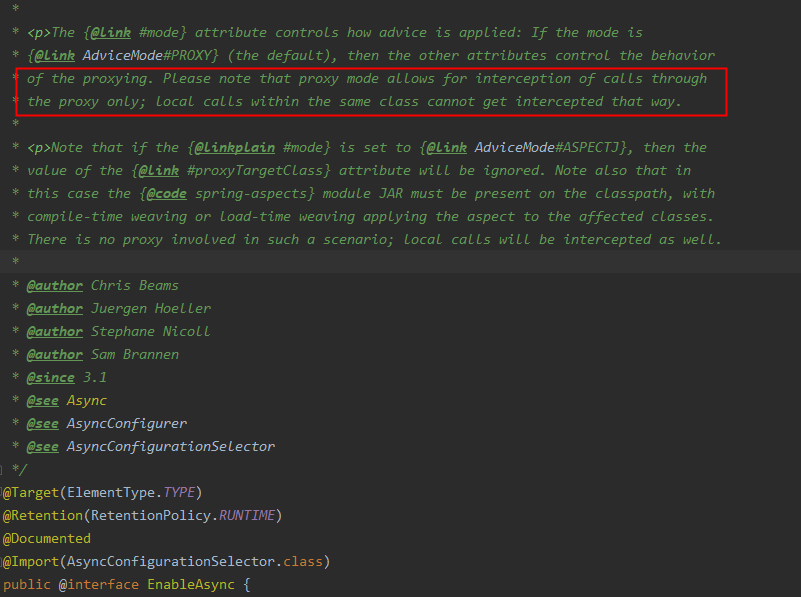 *
* <p>The {@link #mode} attribute controls how advice is applied: If the mode is
* {@link AdviceMode#PROXY} (the default), then the other attributes control the behavior
* of the proxying. Please note that proxy mode allows for interception of calls through
* the proxy only; local calls within the same class cannot get intercepted that way.
*
* <p>Note that if the {@linkplain #mode} is set to {@link AdviceMode#ASPECTJ}, then the
* value of the {@link #proxyTargetClass} attribute will be ignored. Note also that in
* this case the {@code spring-aspects} module JAR must be present on the classpath, with
* compile-time weaving or load-time weaving applying the aspect to the affected classes.
* There is no proxy involved in such a scenario; local calls will be intercepted as well.
*
* @author Chris Beams
* @author Juergen Hoeller
* @author Stephane Nicoll
* @author Sam Brannen
* @since 3.1
* @see Async
* @see AsyncConfigurer
* @see AsyncConfigurationSelector
*/
@Target(ElementType.TYPE)
@Retention(RetentionPolicy.RUNTIME)
@Documented
@Import(AsyncConfigurationSelector.class)
public @interface EnableAsync {